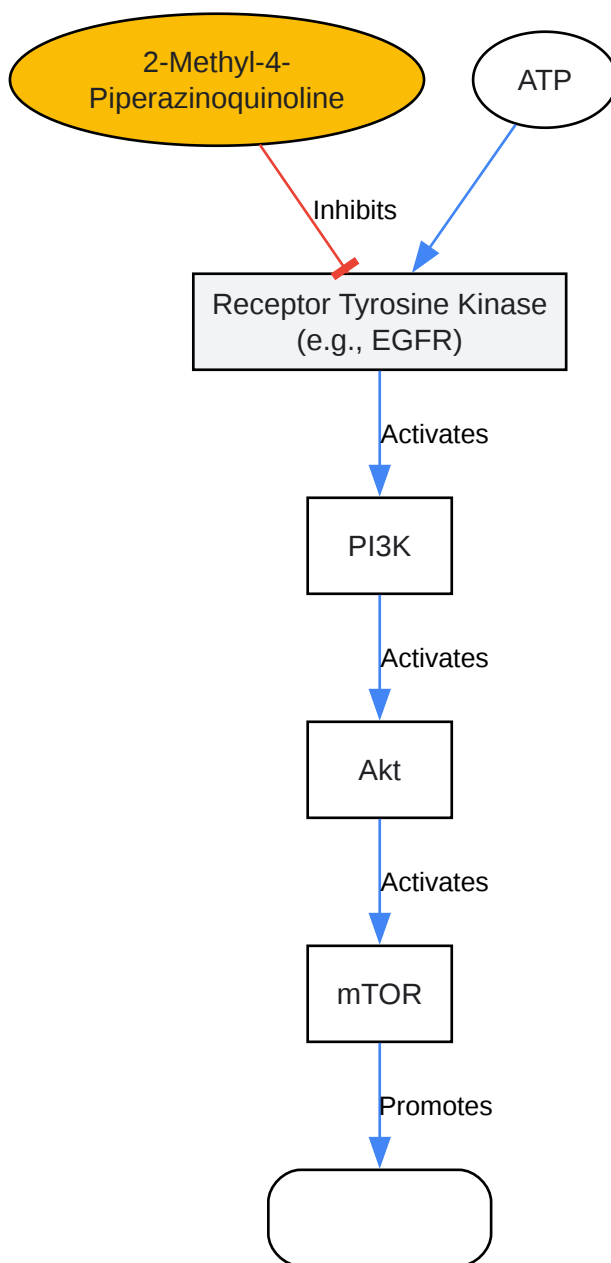 2-Methyl-4-
Piperazinoquinoline
ATP
Inhibits
Receptor Tyrosine Kinase
(e.g., EGFR)
Activates
PI3K
Activates
Akt
Activates
mTOR
Promotes